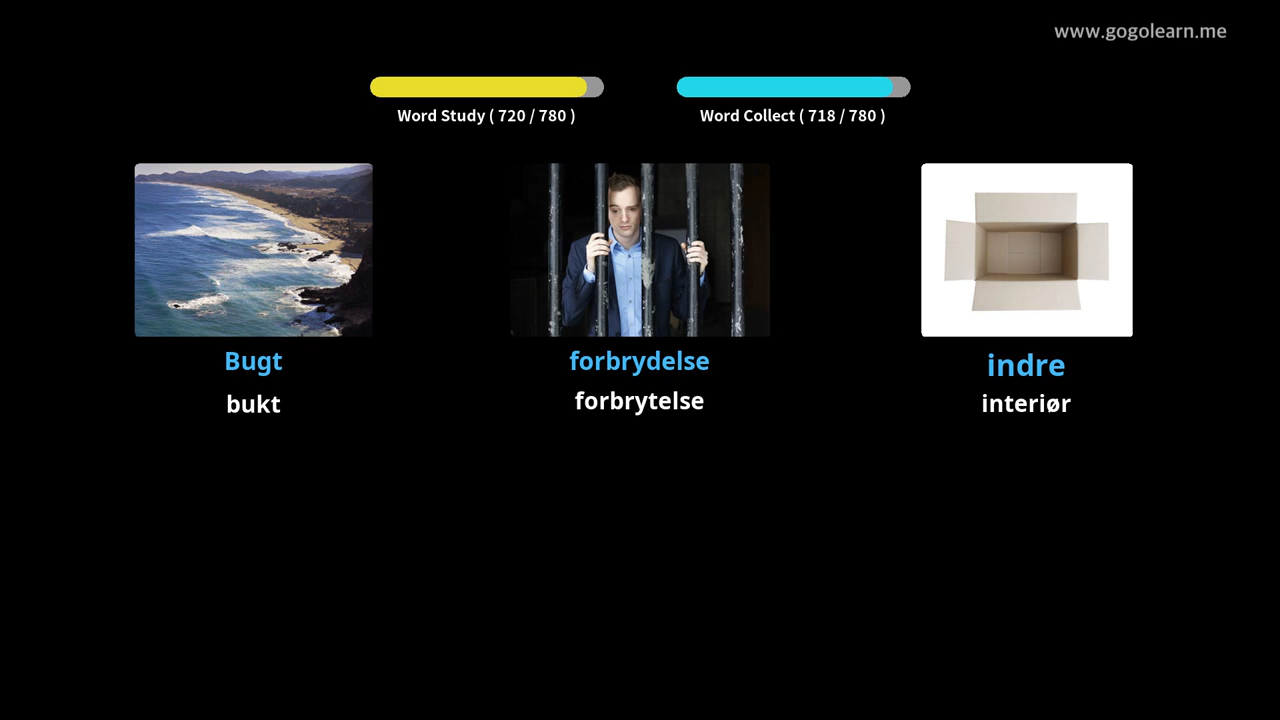 www.gogolearn.me
Word Study ( 720 / 780 )
Word Collect ( 718 / 780 )
Bugt
forbrydelse
indre
bukt
forbrytelse
interiør